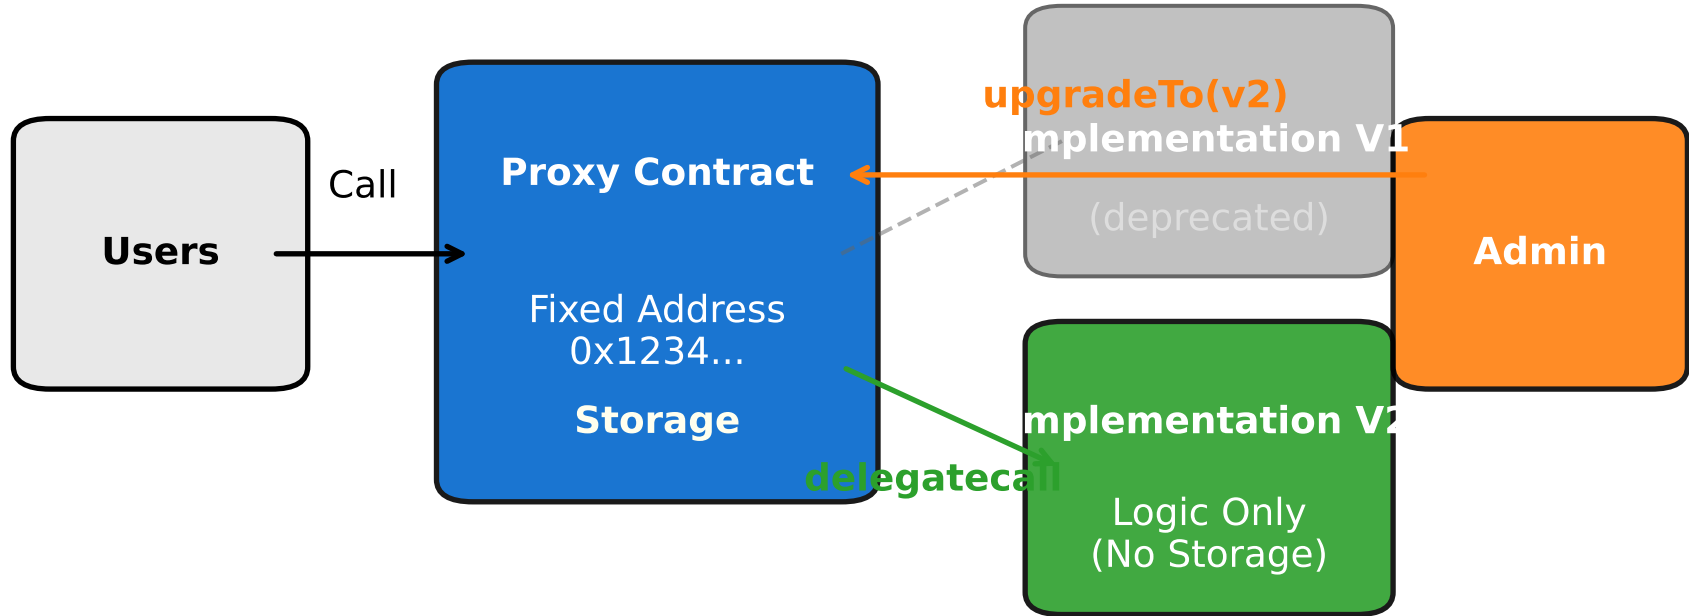 Users
Call
Proxy Contract
Fixed Address
0x1234...
Storage
upgradeTo(v2)
mplementation V1
(deprecated)
delegatecall
mplementation V2
Logic Only
(No Storage)
Admin